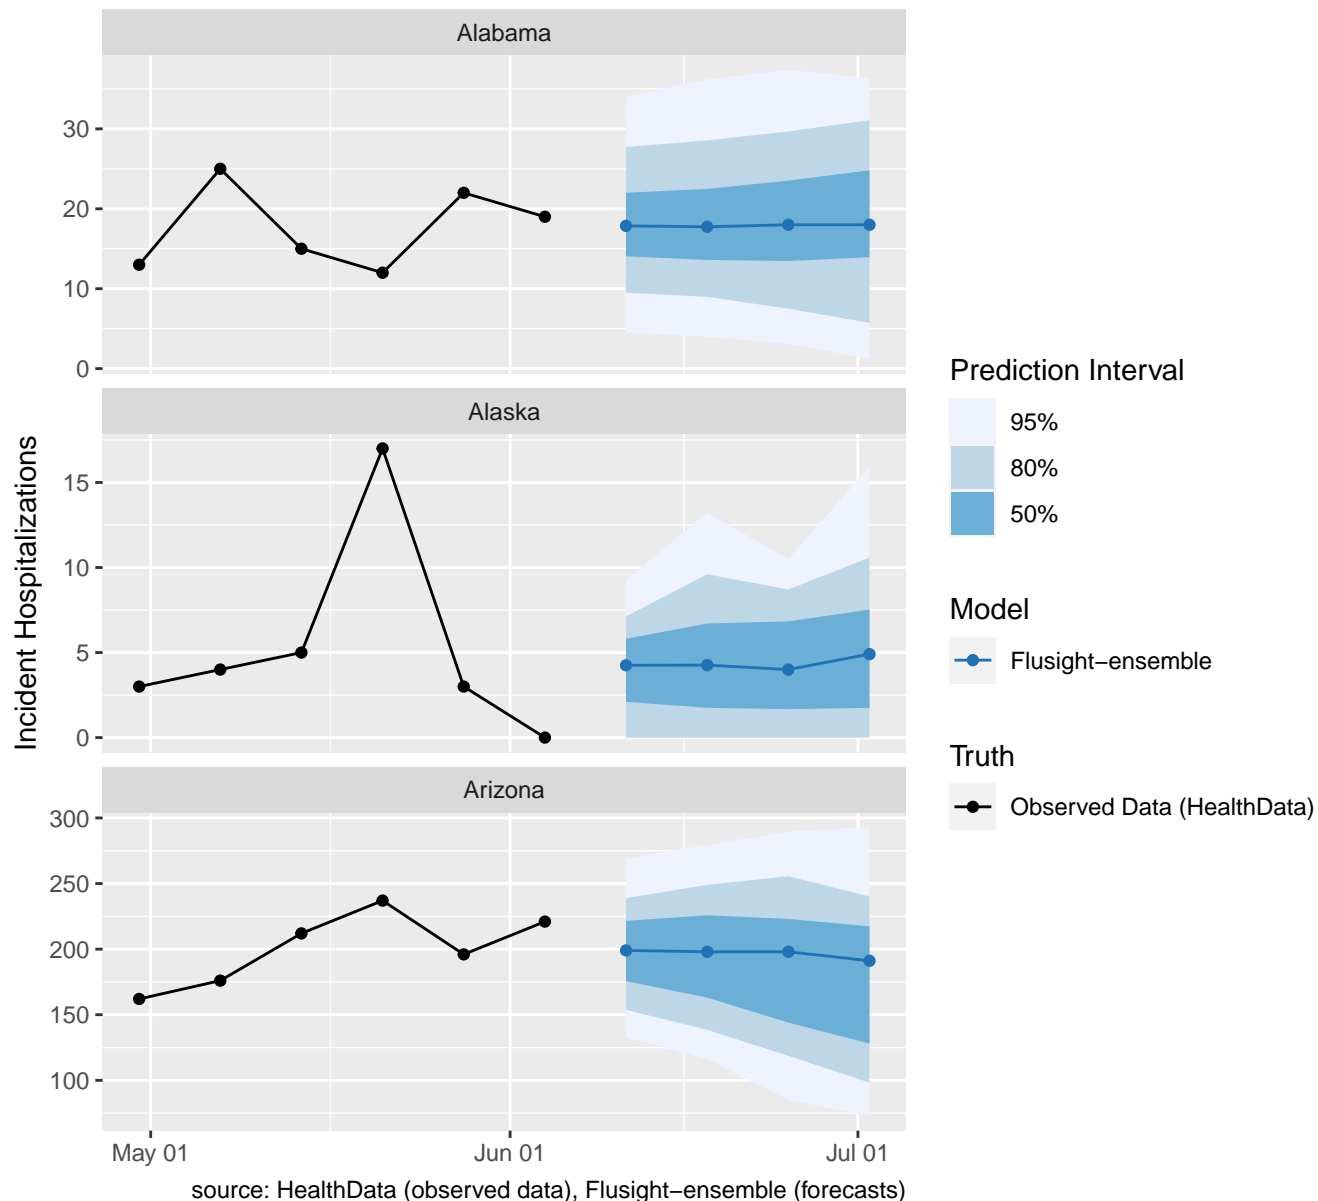 Alabama
30
20
10
0
Alaska
15
10
5
0
Arizona
300
250
200
150
100
May 01
Jun 01
Jul 01
Incident Hospitalizations
source: HealthData (observed data), Flusight−ensemble (forecasts)
Prediction Interval
95%
80%
50%
Model
Flusight−ensemble
Truth
Observed Data (HealthData)